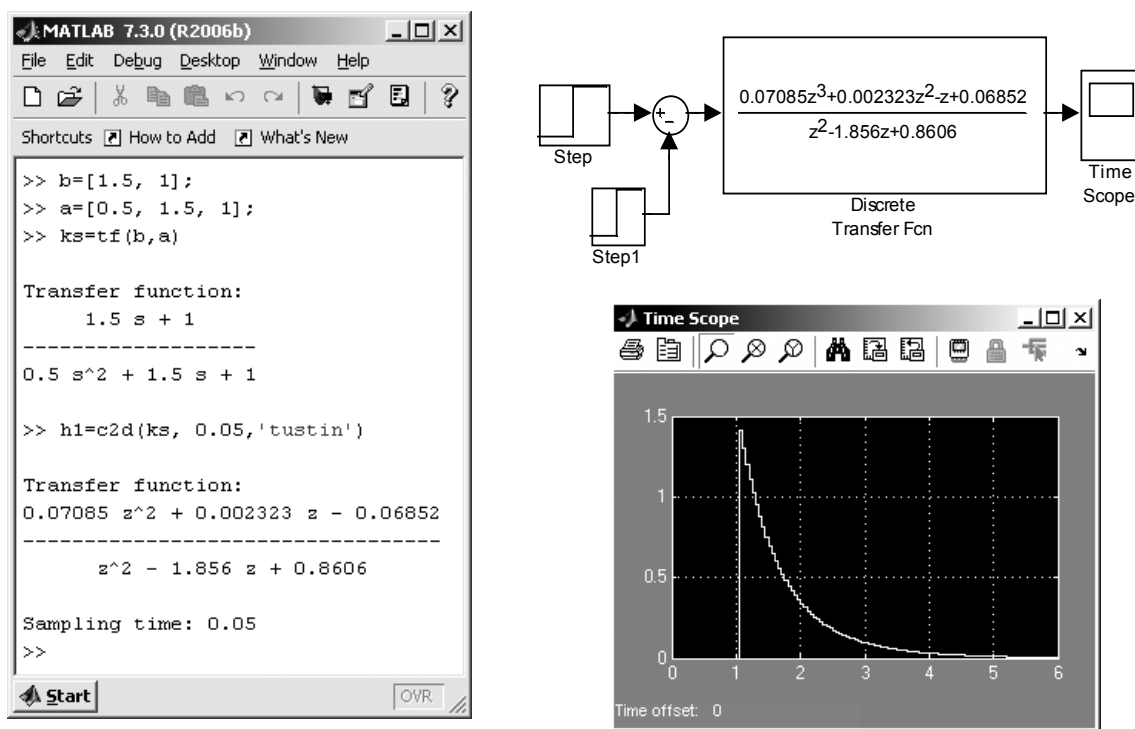 MATLAB 7.3.0 (R2006b)
File Edit Debug Desktop Window Help
Shortcuts How to Add What's New
>> b=[1.5, 1];
>> a=[0.5, 1.5, 1];
>> ks=tf(b,a)
Transfer function:
1.5 s + 1
-------------------
0.5 s^2 + 1.5 s + 1
>> h1=c2d(ks, 0.05,'tustin')
Transfer function:
0.07085 z^2 + 0.002323 z - 0.06852
----------------------------------
z^2 - 1.856 z + 0.8606
Sampling time: 0.05
>>
Start
OVR
0.07085z3+0.002323z2-z+0.06852
z2-1.856z+0.8606
+
-
Step
Step1
Discrete
Transfer Fcn
Time
Scope
Time Scope
1.5
1
0.5
0
0 1 2 3 4 5 6
Time offset: 0